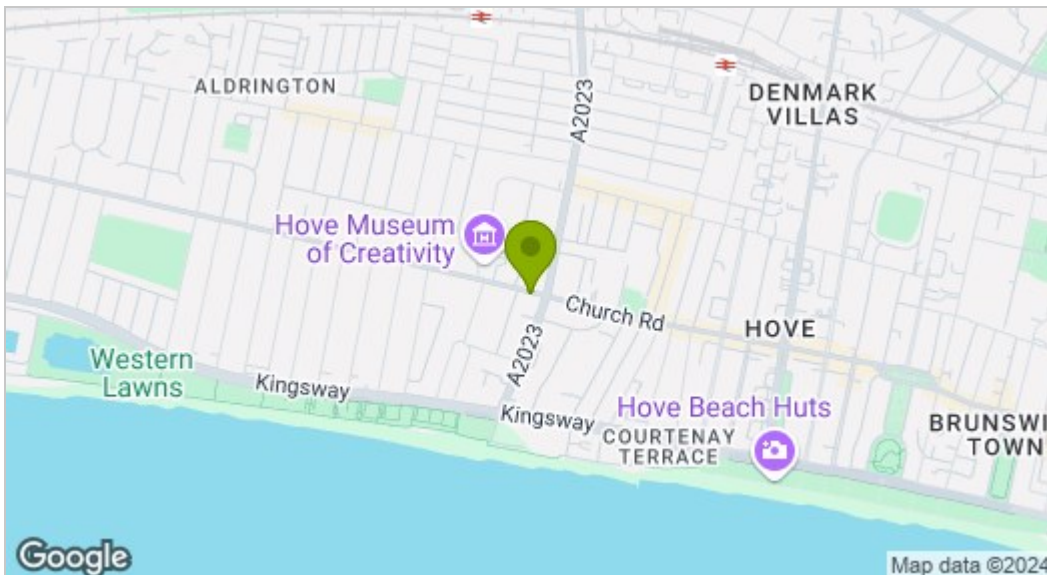 ALDRINGTON
A2023
DENMARK
VILLAS
Hove Museum
of Creativity
Church Rd
HOVE
A2023
Western
Lawns
Kingsway
Kingsway
Hove Beach Huts
COURTENAY
TERRACE
BRUNSWI
TOWN
Google
Map data ©2024